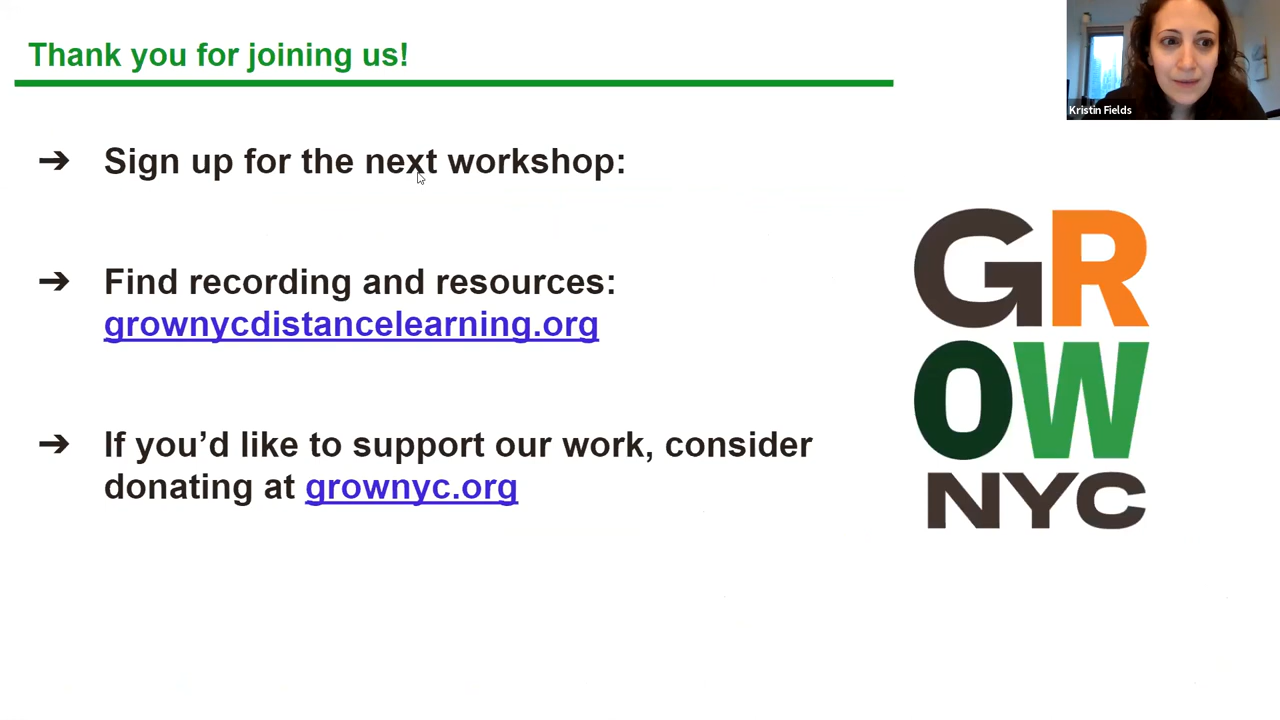 Thank you for joining us!
Kristin Fields
➔ Sign up for the next workshop:
➔ Find recording and resources:
grownycdistancelearning.org
➔ If you’d like to support our work, consider
donating at grownyc.org
GR
OW
NYC